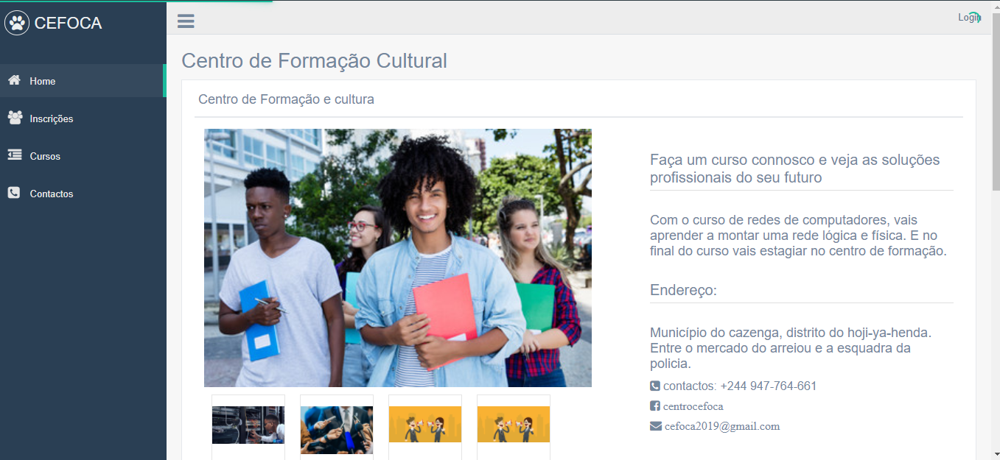 CEFOCA
Login
Home
Inscrições
Cursos
Contactos
Centro de Formação Cultural
Centro de Formação e cultura
Faça um curso connosco e veja as soluções
profissionais do seu futuro
Com o curso de redes de computadores, vais
aprender a montar uma rede lógica e física. E no
final do curso vais estagiar no centro de formação.
Endereço:
Município do cazenga, distrito do hoji-ya-henda.
Entre o mercado do arreiou e a esquadra da
policia.
contactos: +244 947-764-661
centrocefoca
cefoca2019@gmail.com